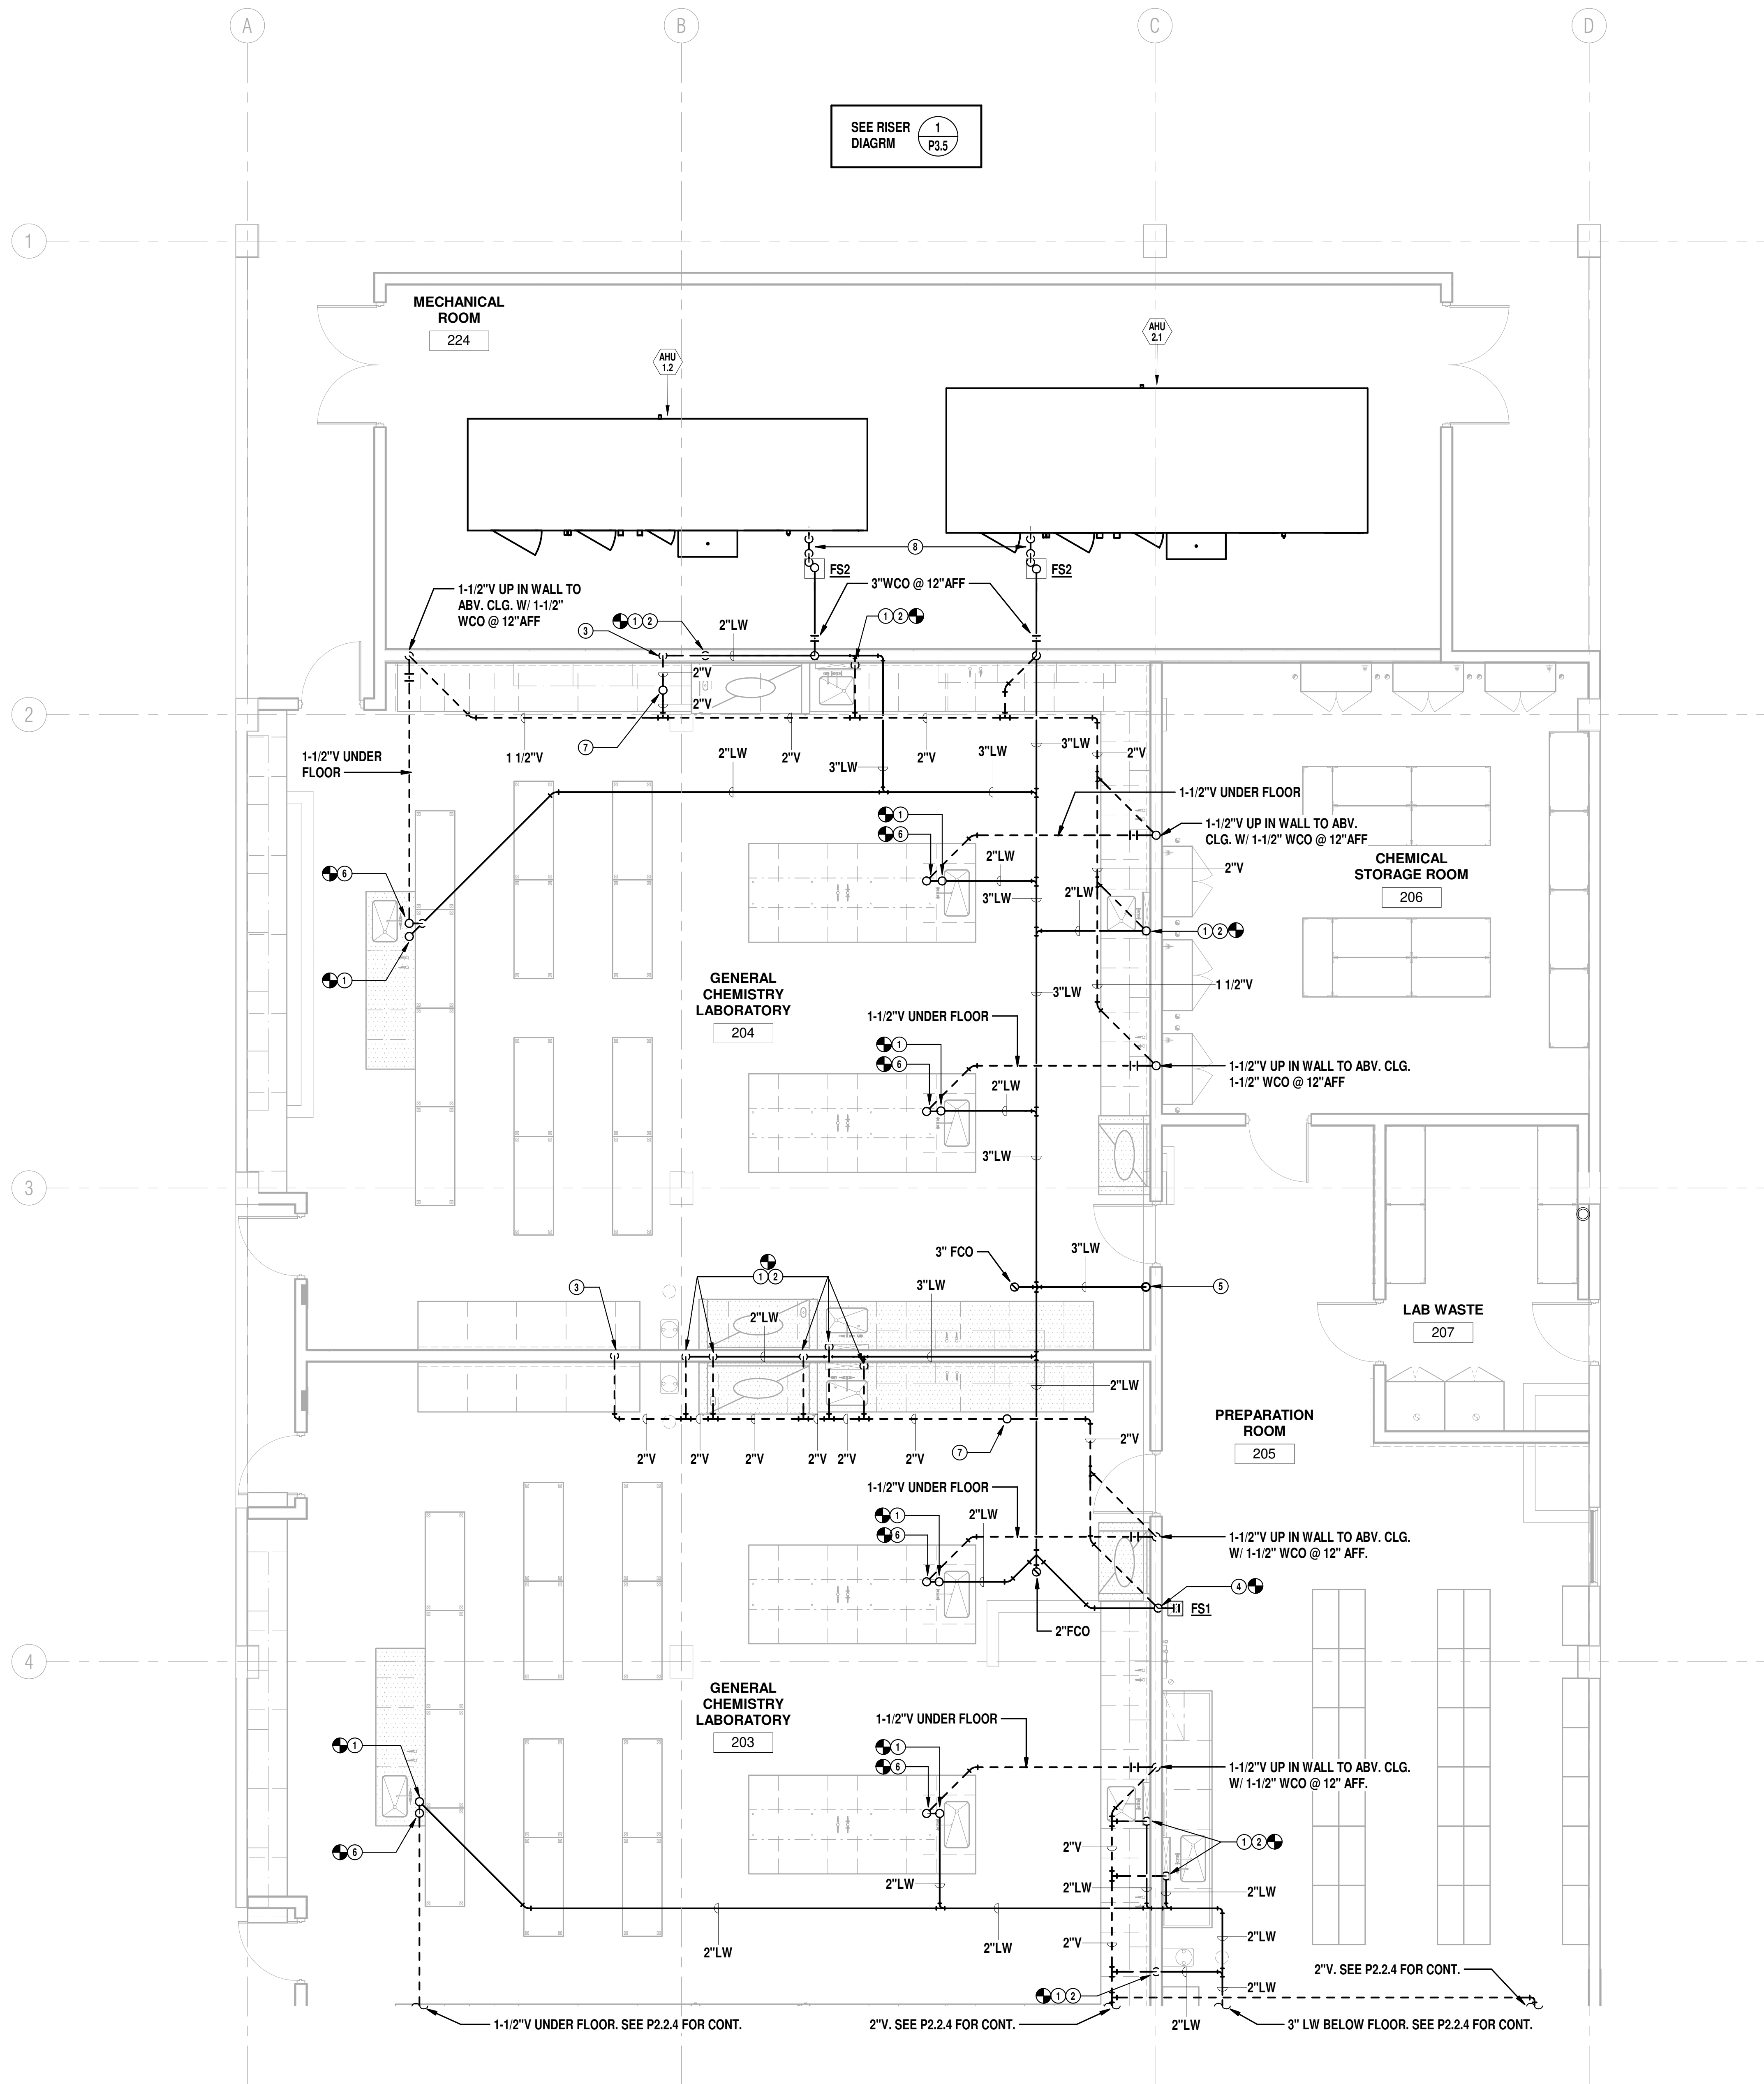 A
B
C
D
SEE RISER
DIAGRM
1
P3.5
1
MECHANICAL
ROOM
224
AHU
1.2
AHU
2.1
8
FS2
FS2
3"WCO @ 12"AFF
1-1/2"V UP IN WALL TO
ABV. CLG. W/ 1-1/2"
WCO @ 12"AFF
3
1 2
2"LW
1 2
2"V
2"V
2
7
1 1/2"V
2"LW
2"V
3"LW
2"V
3"LW
3"LW
2"V
1-1/2"V UNDER
FLOOR
1-1/2"V UNDER FLOOR
1-1/2"V UP IN WALL TO ABV.
CLG. W/ 1-1/2" WCO @ 12"AFF
1
6
2"LW
3"LW
2"LW
2"V
CHEMICAL
STORAGE ROOM
206
6
1
1 2
GENERAL
CHEMISTRY
LABORATORY
204
3"LW
1 1/2"V
1-1/2"V UNDER FLOOR
1
6
2"LW
1-1/2"V UP IN WALL TO ABV. CLG.
1-1/2" WCO @ 12"AFF
3"LW
3
3" FCO
3"LW
5
3
1 2
3"LW
2"LW
LAB WASTE
207
2"LW
2"V
2"V
2"V
2"V
2"V
2"V
7
2"V
PREPARATION
ROOM
205
1-1/2"V UNDER FLOOR
1
6
2"LW
1-1/2"V UP IN WALL TO ABV. CLG.
W/ 1-1/2" WCO @ 12" AFF.
4
FS1
2"FCO
4
GENERAL
CHEMISTRY
LABORATORY
203
1-1/2"V UNDER FLOOR
1
1
6
1-1/2"V UP IN WALL TO ABV. CLG.
W/ 1-1/2" WCO @ 12" AFF.
6
2"V
1 2
2"LW
2"LW
2"LW
2"LW
2"LW
2"V
2"LW
2"LW
1 2
2"V. SEE P2.2.4 FOR CONT.
1-1/2"V UNDER FLOOR. SEE P2.2.4 FOR CONT.
2"V. SEE P2.2.4 FOR CONT.
2"LW
3" LW BELOW FLOOR. SEE P2.2.4 FOR CONT.